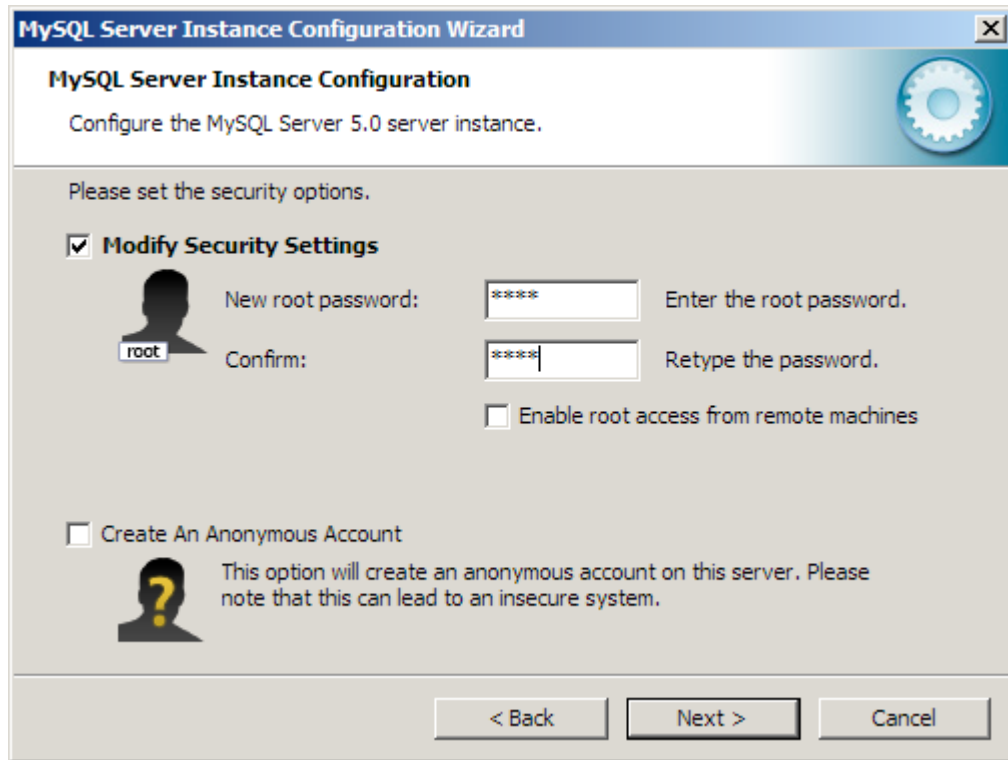 MySQL Server Instance Configuration Wizard
MySQL Server Instance Configuration
Configure the MySQL Server 5.0 server instance.
Please set the security options.
Modify Security Settings
New root password: **** Enter the root password.
root
Confirm: **** Retype the password.
Enable root access from remote machines
Create An Anonymous Account
?
This option will create an anonymous account on this server. Please
note that this can lead to an insecure system.
< Back Next > Cancel